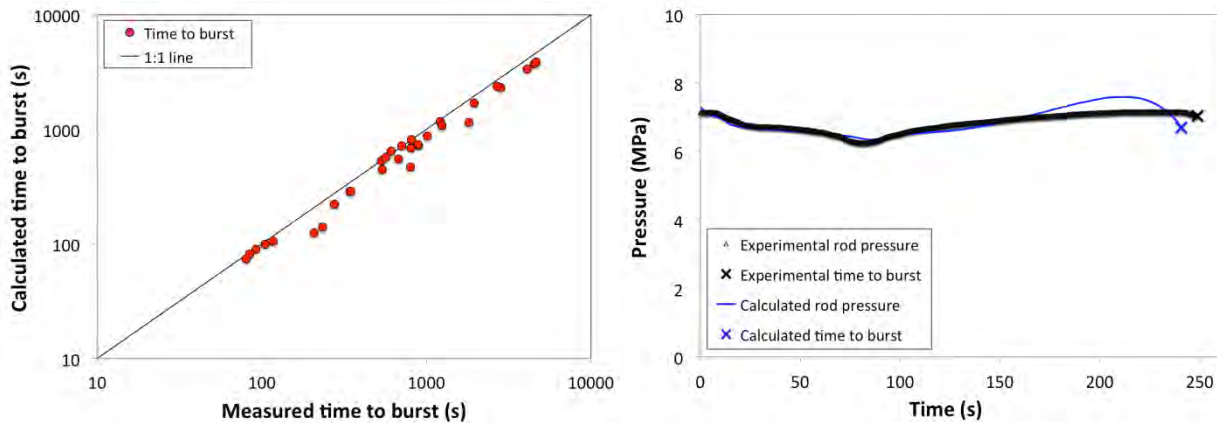 10000
1000
100
10
Calculated time to burst (s)
Time to burst
1:1 line
10
100
1000
10000
Measured time to burst (s)
10
8
6
4
2
0
Pressure (MPa)
Experimental rod pressure
Experimental time to burst
Calculated rod pressure
Calculated time to burst
0
50
100
150
200
250
Time (s)